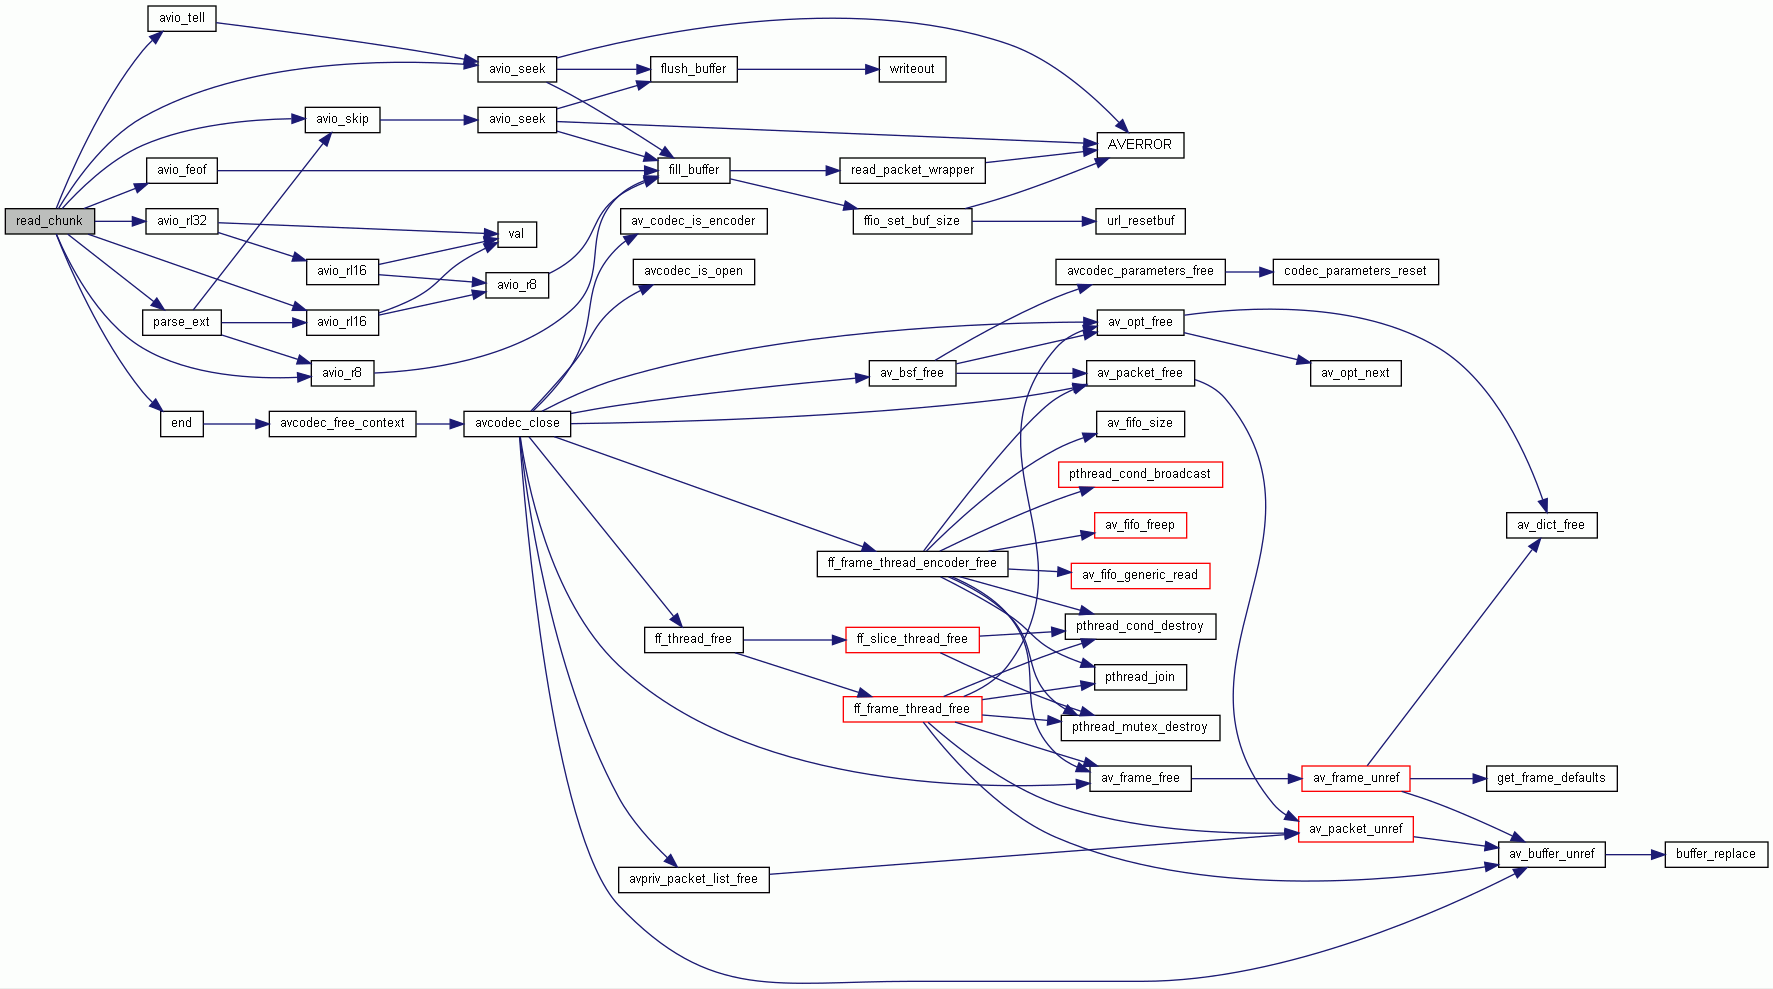 avio_tell
avio_seek
flush_buffer
writeout
avio_skip
avio_seek
AVERROR
avio_feof
fill_buffer
read_packet_wrapper
read_chunk
avio_rl32
val
av_codec_is_encoder
ffio_set_buf_size
url_resetbuf
avio_rl16
avio_r8
avcodec_is_open
avcodec_parameters_free
codec_parameters_reset
parse_ext
avio_rl16
av_opt_free
avio_r8
av_bsf_free
av_packet_free
av_opt_next
end
avcodec_free_context
avcodec_close
av_fifo_size
pthread_cond_broadcast
av_fifo_freep
av_dict_free
ff_frame_thread_encoder_free
av_fifo_generic_read
pthread_cond_destroy
ff_thread_free
ff_slice_thread_free
pthread_join
ff_frame_thread_free
pthread_mutex_destroy
av_frame_free
av_frame_unref
get_frame_defaults
av_packet_unref
av_buffer_unref
buffer_replace
avpriv_packet_list_free